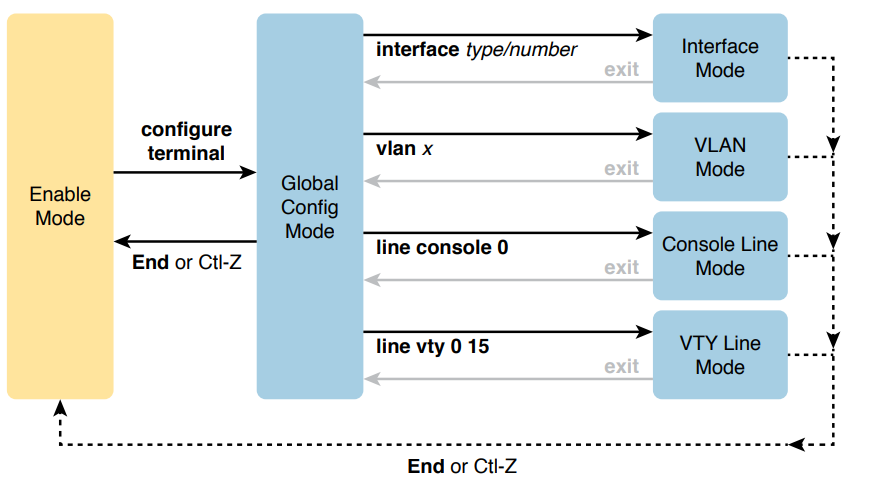 Enable
Mode
configure
terminal
End or Ctl-Z
Global
Config
Mode
interface type/number
exit
Interface
Mode
vlan x
exit
VLAN
Mode
line console 0
exit
Console Line
Mode
line vty 0 15
exit
VTY Line
Mode
End or Ctl-Z